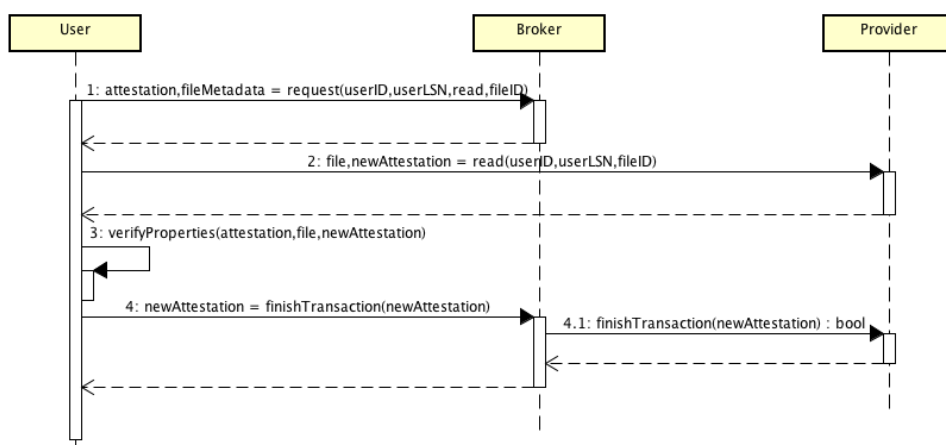 User
Broker
Provider
1: attestation,fileMetadata = request(userID,userLSN,read,fileID)
2: file,newAttestation = read(userID,userLSN,fileID)
3: verifyProperties(attestation,file,newAttestation)
4: newAttestation = finishTransaction(newAttestation)
4.1: finishTransaction(newAttestation) : bool